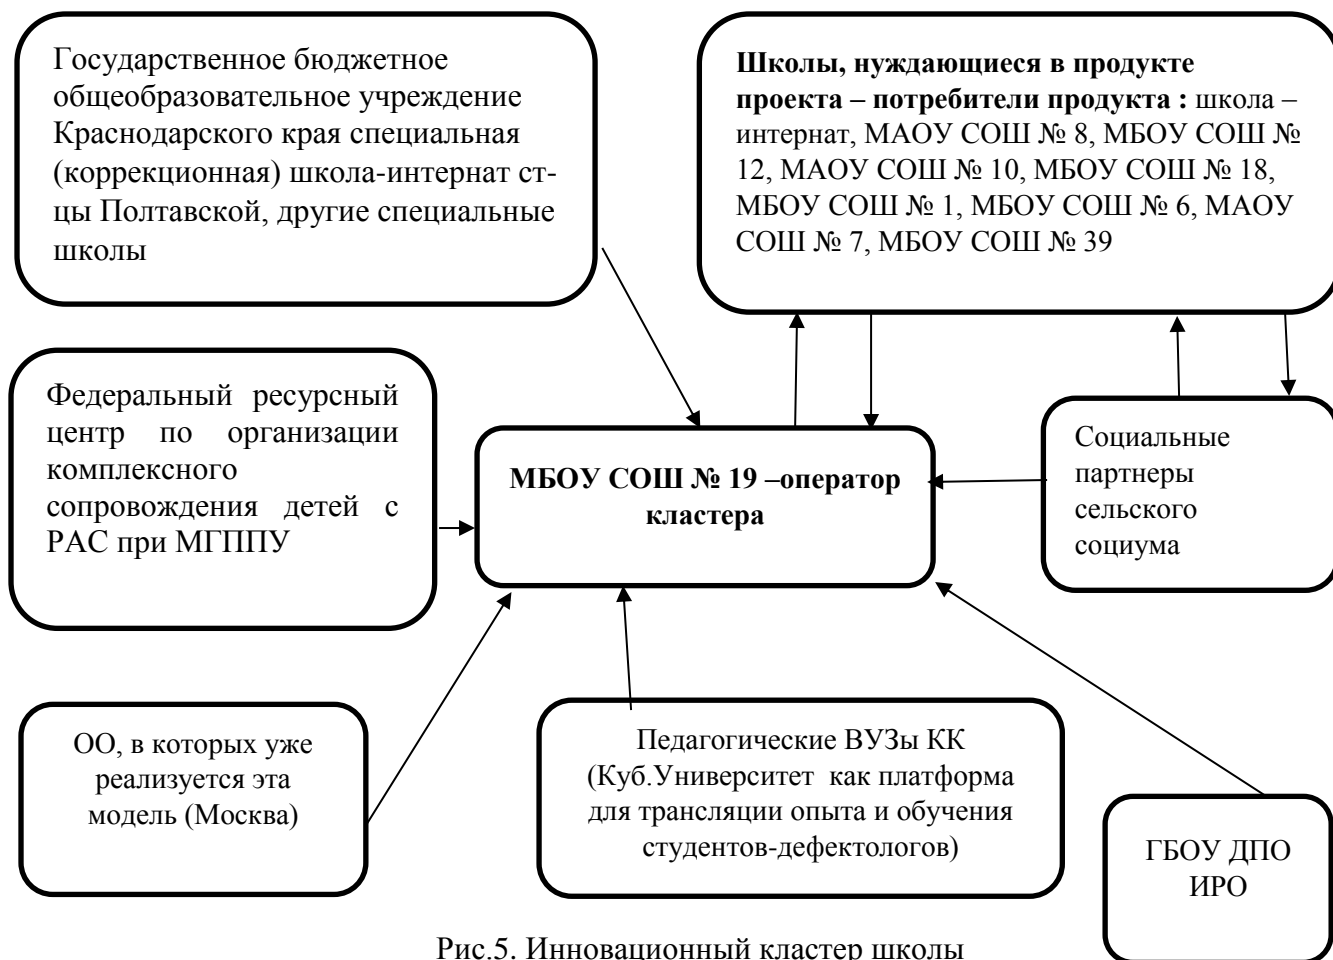 Государственное бюджетное
общеобразовательное учреждение
Краснодарского края специальная
(коррекционная) школа-интернат ст-
цы Полтавской, другие специальные
школы
Школы, нуждающиеся в продукте
проекта – потребители продукта : школа –
интернат, МАОУ СОШ № 8, МБОУ СОШ №
12, МАОУ СОШ № 10, МБОУ СОШ № 18,
МБОУ СОШ № 1, МБОУ СОШ № 6, МАОУ
СОШ № 7, МБОУ СОШ № 39
Федеральный ресурсный
центр по организации
комплексного
сопровождения детей с
РАС при МГППУ
МБОУ СОШ № 19 –оператор
кластера
Социальные
партнеры
сельского
социума
ОО, в которых уже
реализуется эта
модель (Москва)
Педагогические ВУЗы КК
(Куб.Университет как платформа
для трансляции опыта и обучения
студентов-дефектологов)
ГБОУ ДПО
ИРО
Рис.5. Инновационный кластер школы